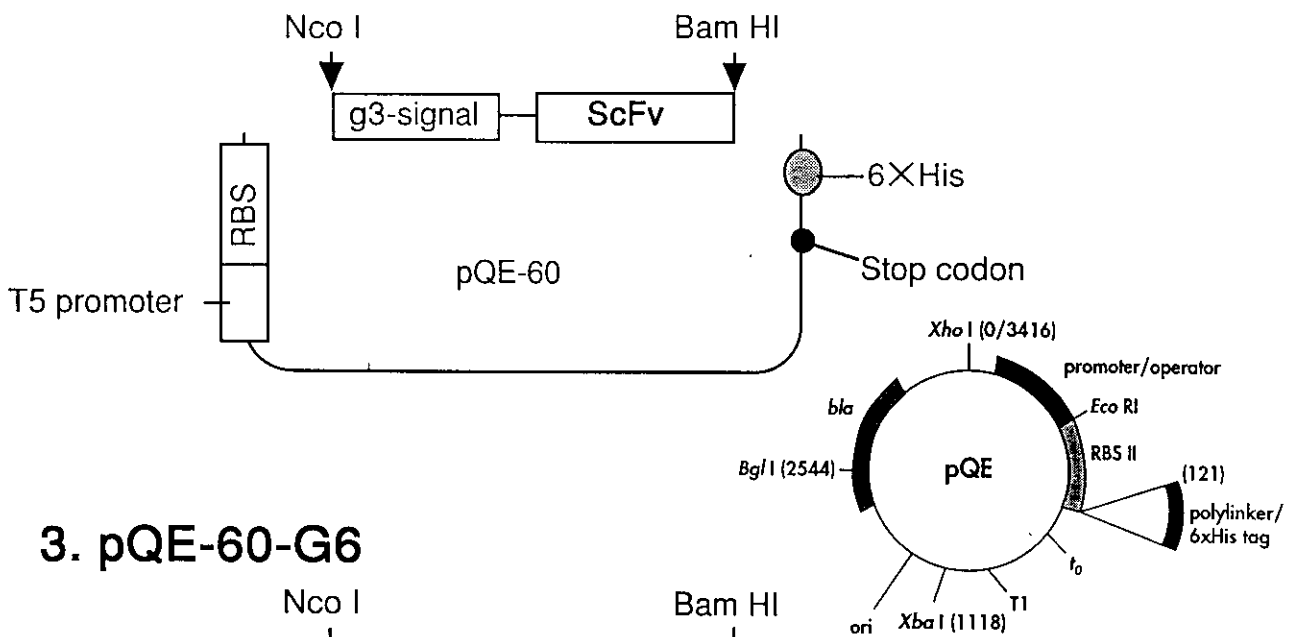 Nco I
Bam HI
g3-signal
ScFv
RBS
6×His
pQE-60
Stop codon
T5 promoter
Xho I (0/3416)
promoter/operator
bla
Eco RI
RBS II
Bgl I (2544)
pQE
(121)
polylinker/
6xHis tag
t₀
T1
Xba I (1118)
ori
3. pQE-60-G6
Nco I
Bam HI